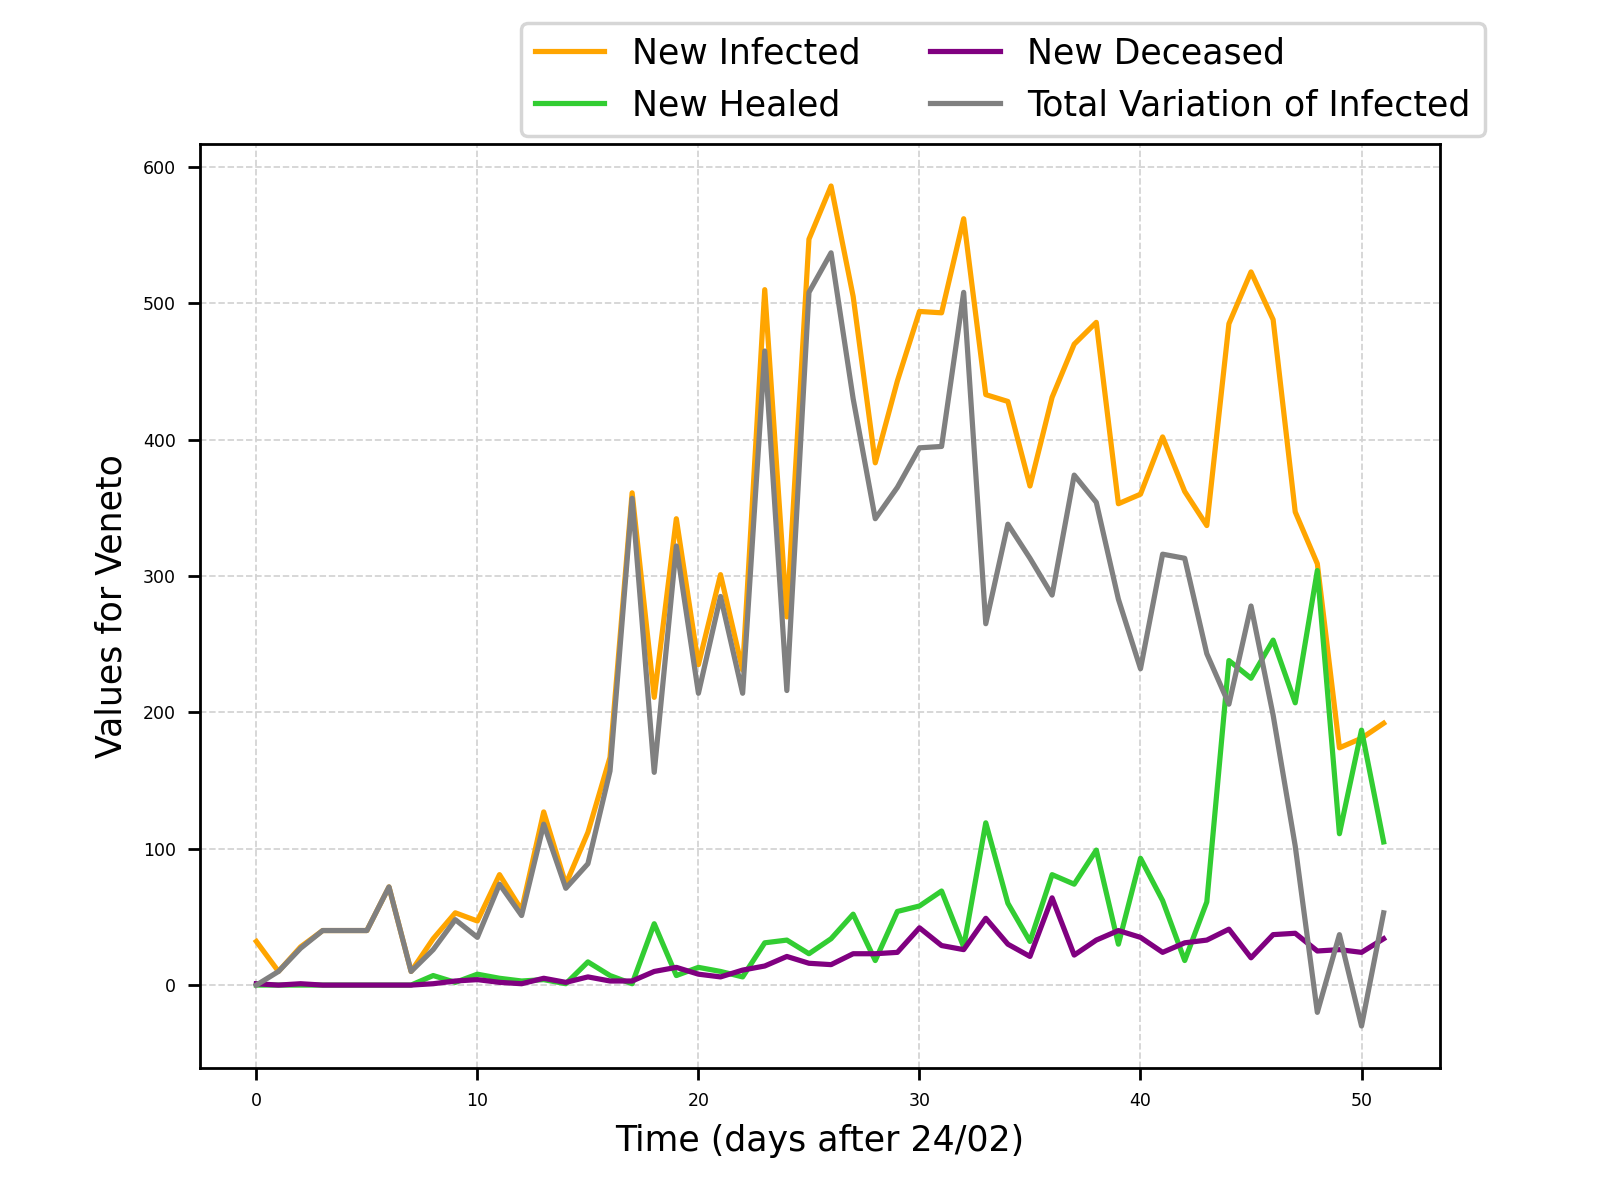 New Infected
New Healed
New Deceased
Total Variation of Infected
600
500
400
300
200
100
0
Values for Veneto
0 10 20 30 40 50
Time (days after 24/02)